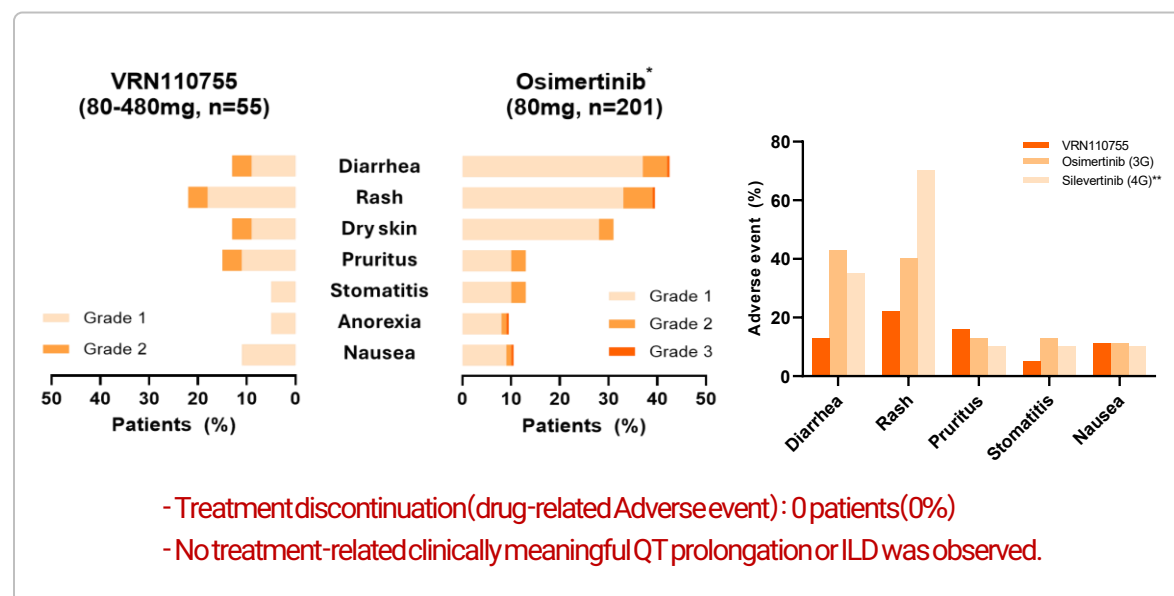 VRN110755
(80-480mg, n=55)
Osimertinib*
(80mg, n=201)
Diarrhea
Rash
Dry skin
Pruritus
Stomatitis
Anorexia
Nausea
Grade 1
Grade 2
Grade 1
Grade 2
Grade 3
50 40 30 20 10 0
Patients (%)
0 10 20 30 40 50
Patients (%)
VRN110755
Osimertinib (3G)
Silevertinib (4G)**
Adverse event (%)
80
60
40
20
0
Diarrhea
Rash
Pruritus
Stomatitis
Nausea
- Treatment discontinuation(drug-related Adverse event) : 0 patients(0%)
- No treatment-related clinically meaningful QT prolongation or ILD was observed.